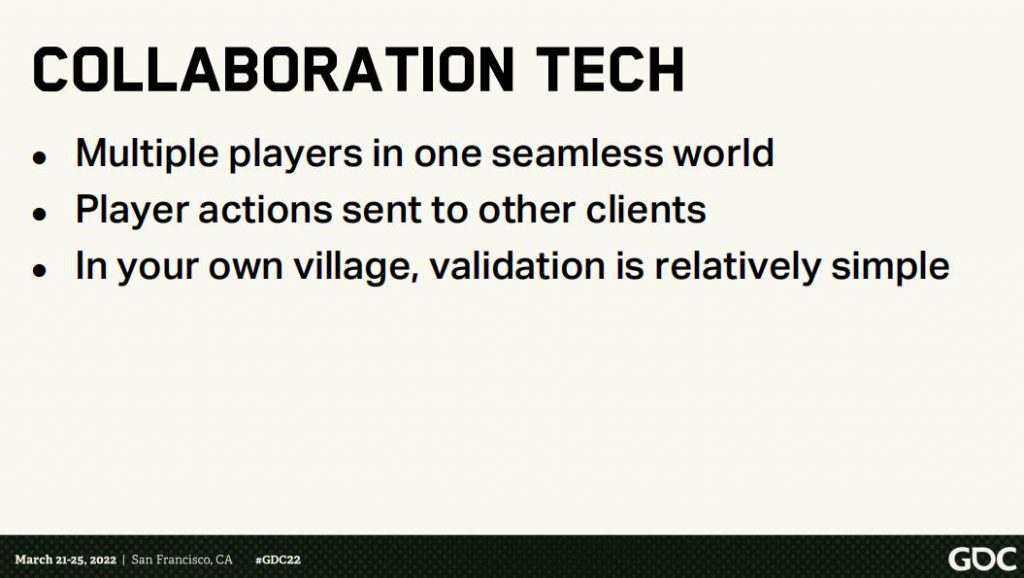 COLLABORATION TECH
• Multiple players in one seamless world
• Player actions sent to other clients
• In your own village, validation is relatively simple
March 21-25, 2022 | San Francisco, CA #GDC22
GDC